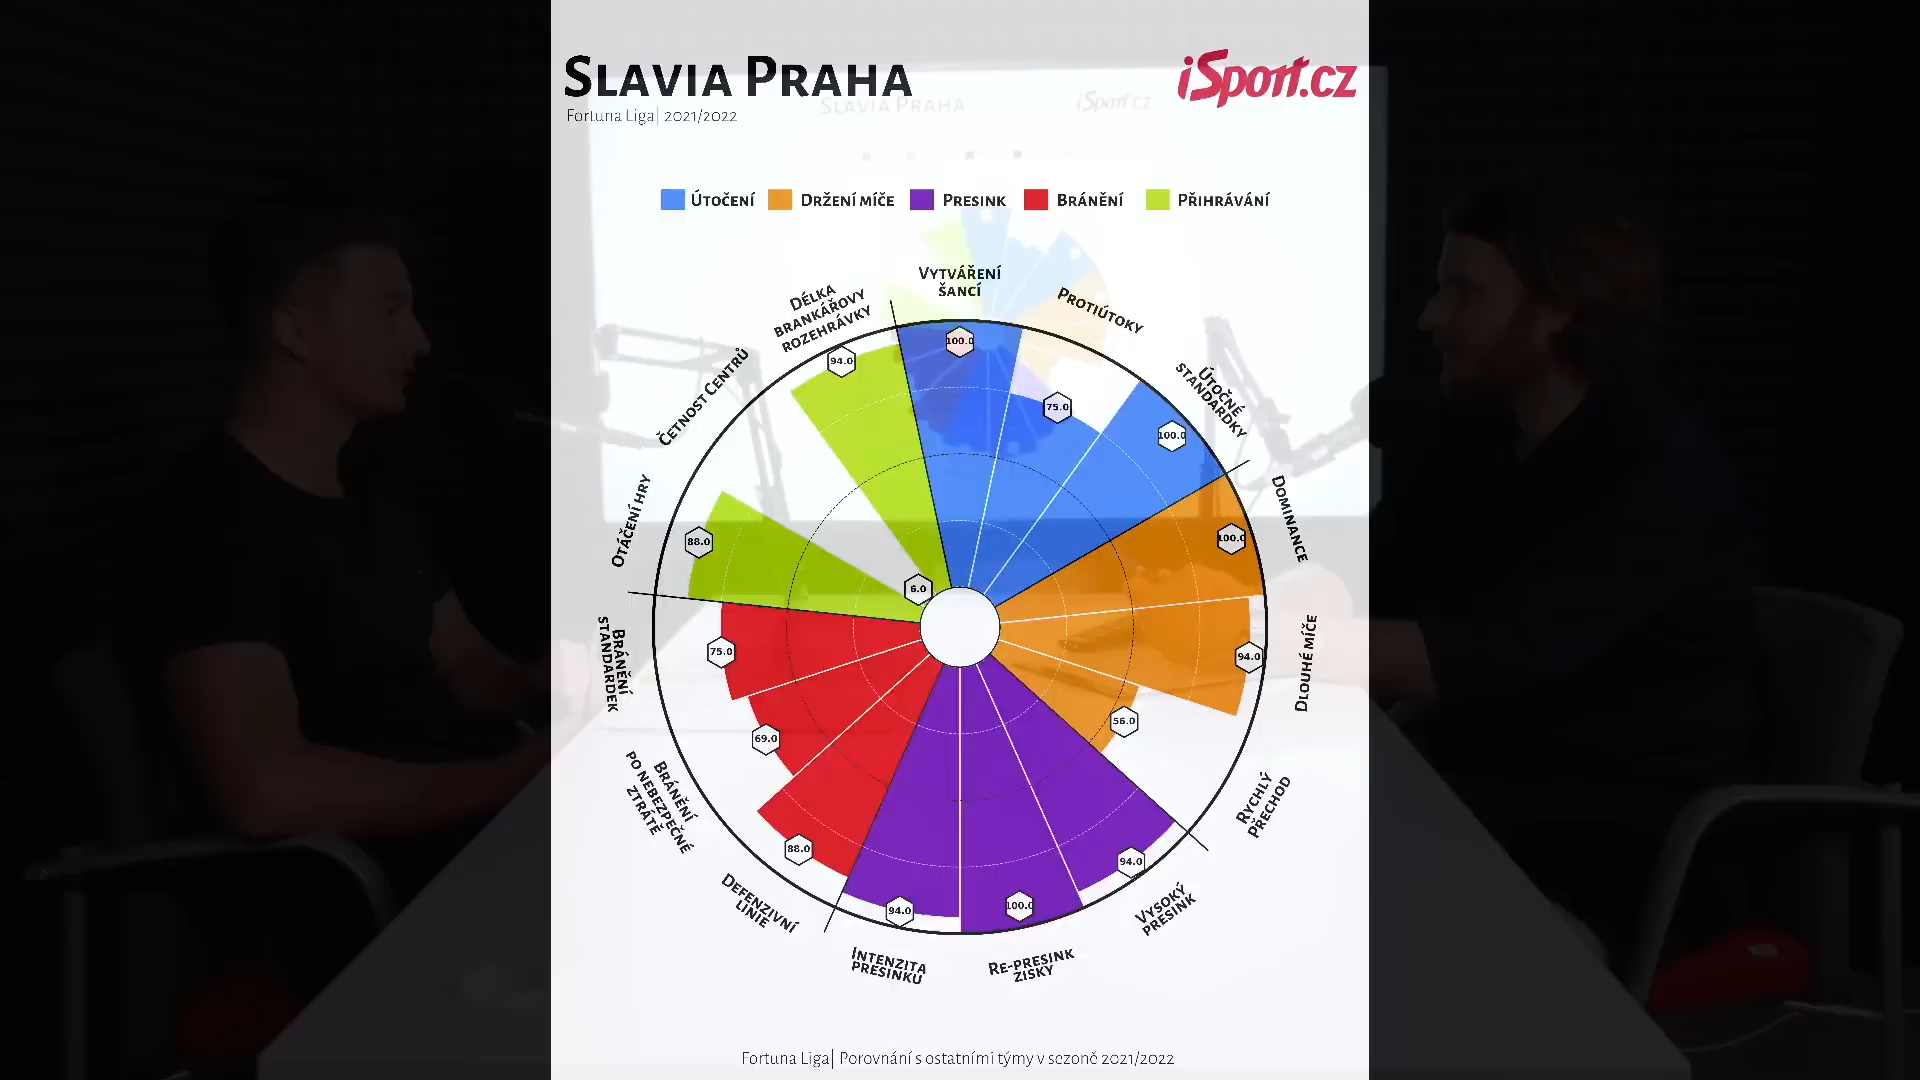 SLAVIA PRAHA
iSport.cz
Fortuna Liga| 2021/2022
SLAVIA PRAHA
iSport.cz
ÚTOČENÍ
DRŽENÍ MÍČE
PRESINK
BRÁNĚNÍ
PŘIHRÁVÁNÍ
VYTVÁŘENÍ
ŠANCÍ
100.0
PROTIÚTOKY
75.0
ÚTOČNÉ
STANDARDKY
100.0
DOMINANCE
100.0
DLOUHÉ MÍČE
94.0
RYCHLÝ
PŘECHOD
56.0
VYSOKÝ
PRESINK
94.0
RE-PRESINK
ZISKY
100.0
INTENZITA
PRESINKU
94.0
DEFENZIVNÍ
LINIE
88.0
BRÁNĚNÍ
PO NEBEZPEČNÉ
ZTRÁTĚ
69.0
BRÁNĚNÍ
STANDARDEK
75.0
OTÁČENÍ HRY
88.0
ČETNOST CENTRŮ
6.0
DÉLKA
BRANKÁŘOVY
ROZEHRÁVKY
94.0
Fortuna Liga| Porovnání s ostatními týmy v sezoně 2021/2022